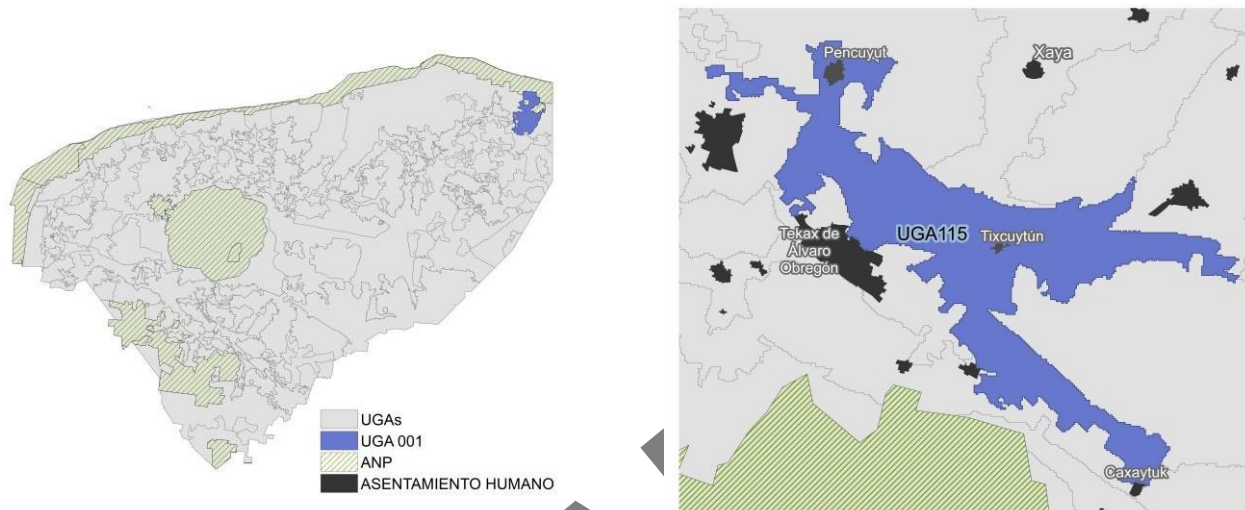 UGAs
UGA 001
ANP
ASENTAMIENTO HUMANO
Pencuyut
Xaya
UGA115
Tixcuytún
Tekax de
Álvaro
Obregón
Caxaytuk